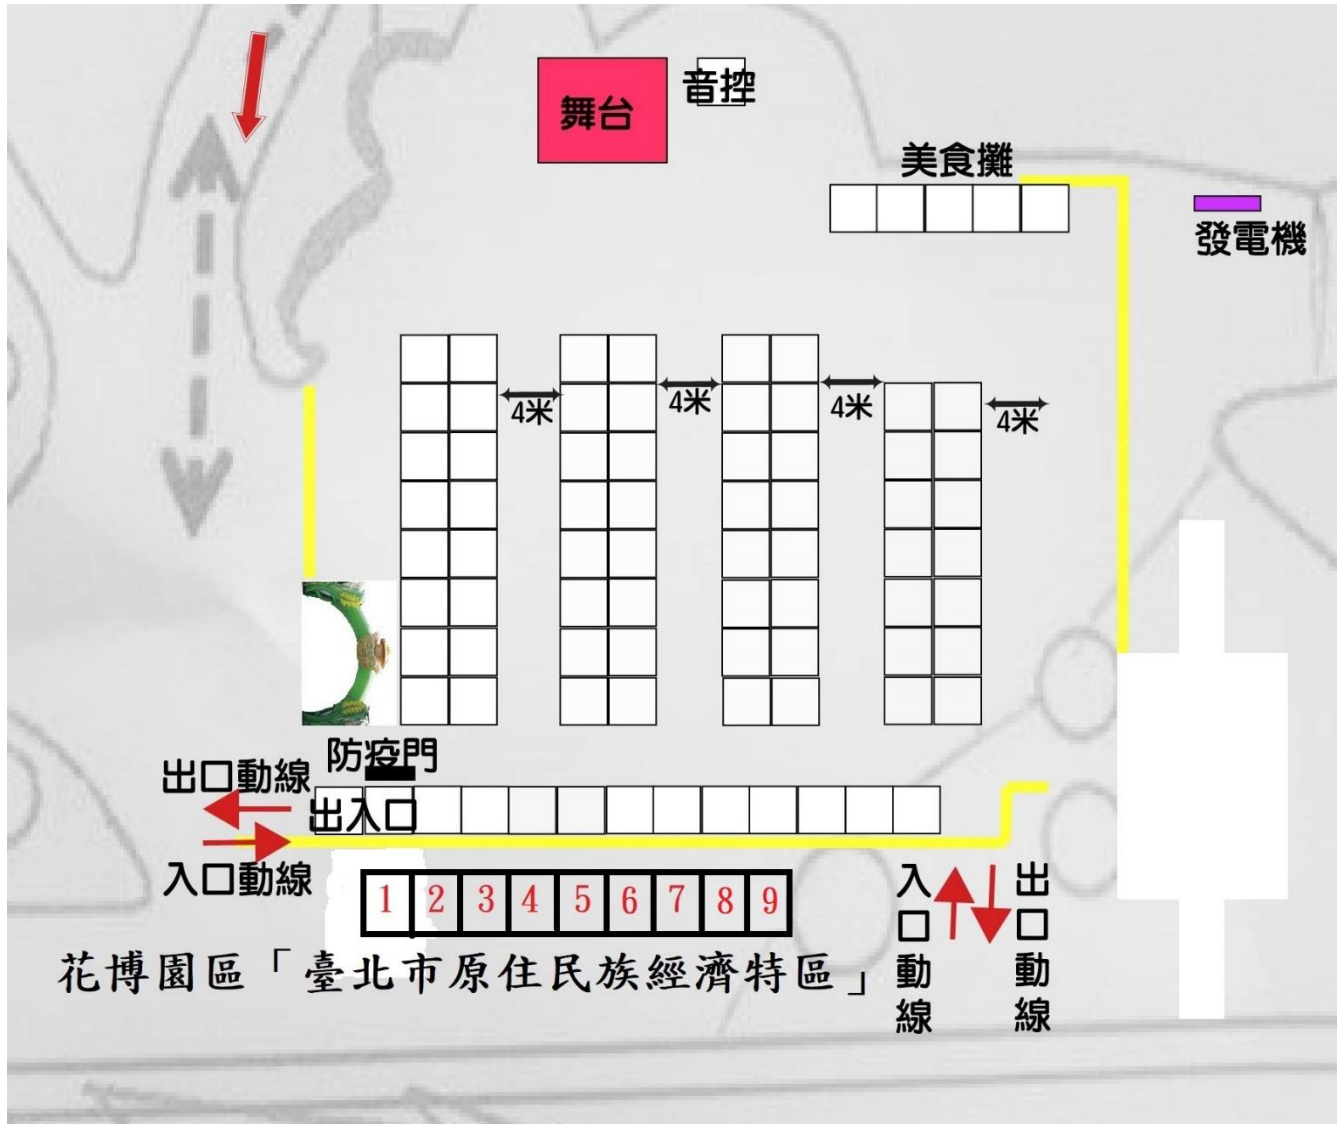 舞台
音控
美食攤
發電機
4米
4米
4米
4米
防疫門
出口動線
出入口
入口動線
1 2 3 4 5 6 7 8 9
入口動線
出口動線
花博園區「臺北市原住民族經濟特區」